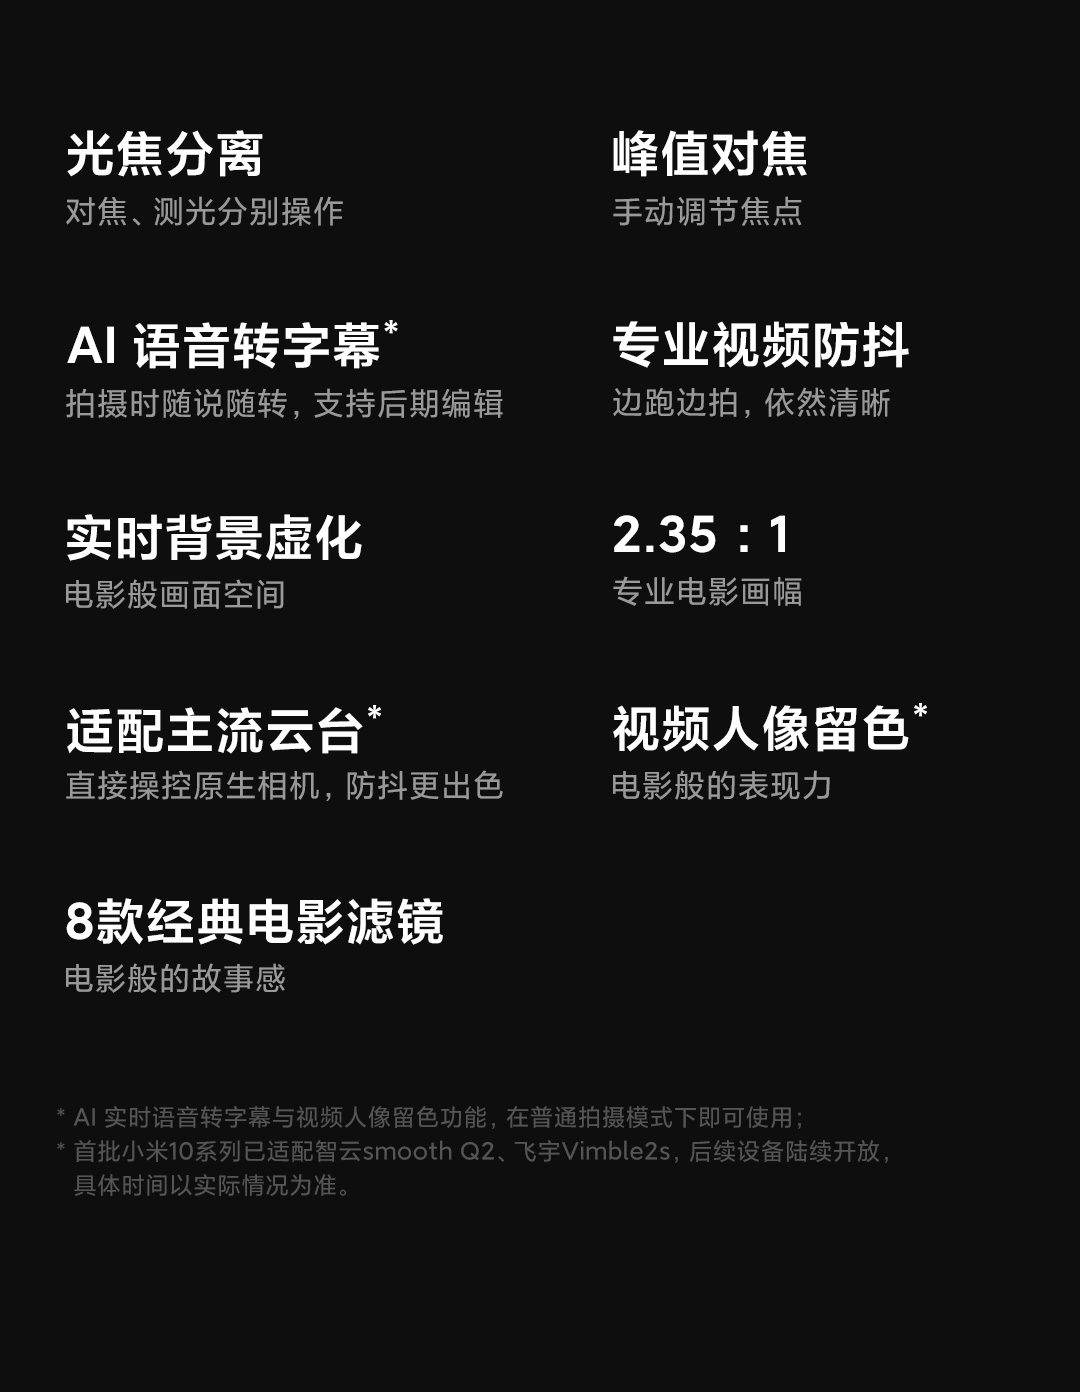 光焦分离
对焦、测光分别操作
峰值对焦
手动调节焦点
AI 语音转字幕*
拍摄时随说随转，支持后期编辑
专业视频防抖
边跑边拍，依然清晰
实时背景虚化
电影般画面空间
2.35 : 1
专业电影画幅
适配主流云台*
直接操控原生相机，防抖更出色
视频人像留色*
电影般的表现力
8款经典电影滤镜
电影般的故事感
* AI 实时语音转字幕与视频人像留色功能，在普通拍摄模式下即可使用；
* 首批小米10系列已适配智云smooth Q2、飞宇Vimble2s，后续设备陆续开放，
具体时间以实际情况为准。